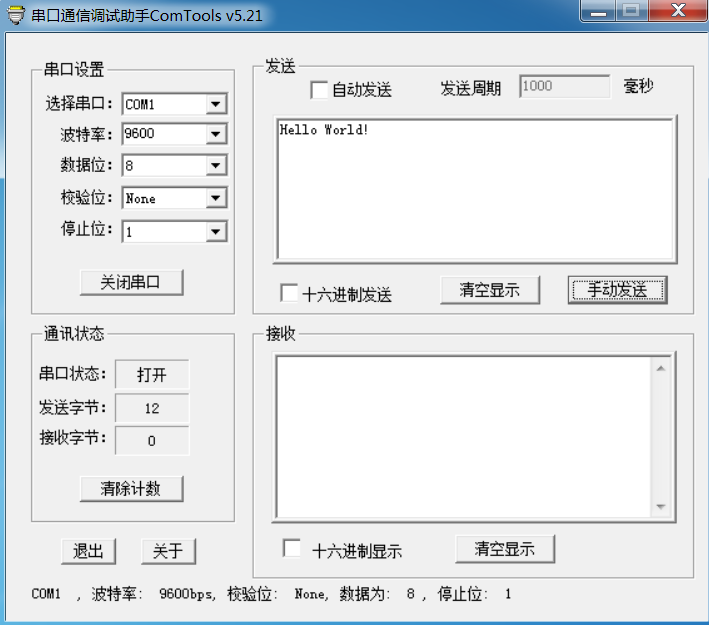 串口通信调试助手ComTools v5.21
串口设置
选择串口： COM1
波特率： 9600
数据位： 8
校验位： None
停止位： 1
关闭串口
发送
自动发送 发送周期 1000 毫秒
Hello World!
十六进制发送 清空显示 手动发送
通讯状态
串口状态： 打开
发送字节： 12
接收字节： 0
清除计数
接收
十六进制显示 清空显示
退出 关于
COM1 ，波特率： 9600bps, 校验位： None, 数据为： 8 ，停止位： 1